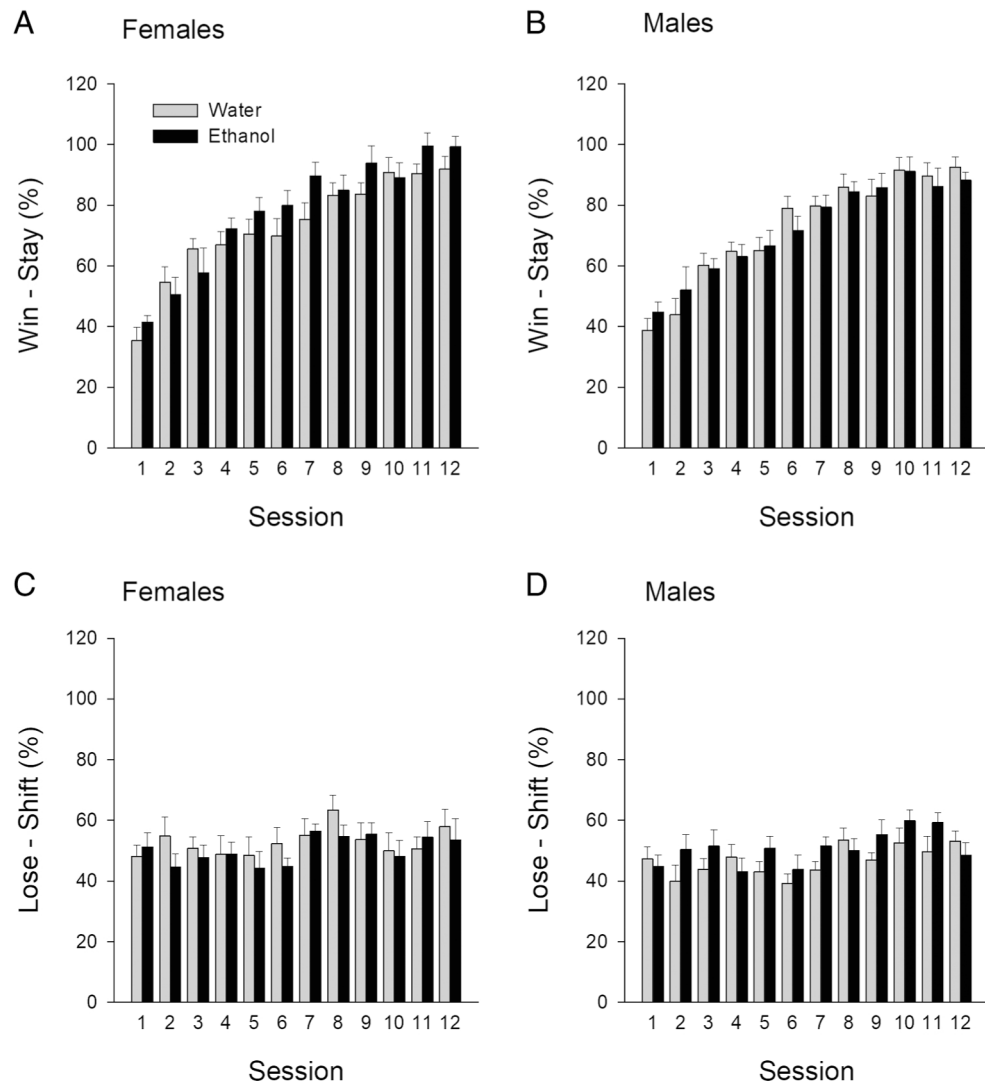 A Females
B Males
120
100
80
60
40
20
0
Win - Stay (%)
Water
Ethanol
1 2 3 4 5 6 7 8 9 10 11 12
Session
120
100
80
60
40
20
0
Win - Stay (%)
1 2 3 4 5 6 7 8 9 10 11 12
Session
C Females
D Males
120
100
80
60
40
20
0
Lose - Shift (%)
1 2 3 4 5 6 7 8 9 10 11 12
Session
120
100
80
60
40
20
0
Lose - Shift (%)
1 2 3 4 5 6 7 8 9 10 11 12
Session